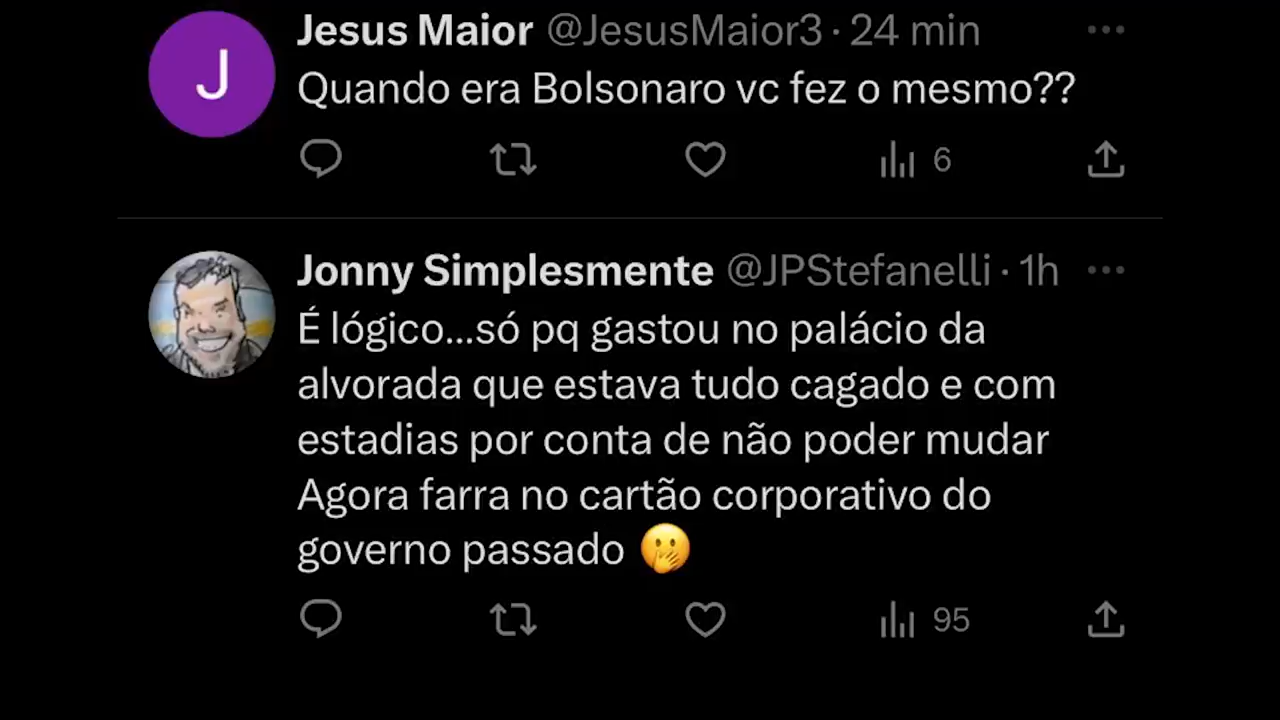 Jesus Maior @JesusMaior3 · 24 min
Quando era Bolsonaro vc fez o mesmo??
6
Jonny Simplesmente @JPStefanelli · 1h
É lógico...só pq gastou no palácio da
alvorada que estava tudo cagado e com
estadias por conta de não poder mudar
Agora farra no cartão corporativo do
governo passado 🫢
95